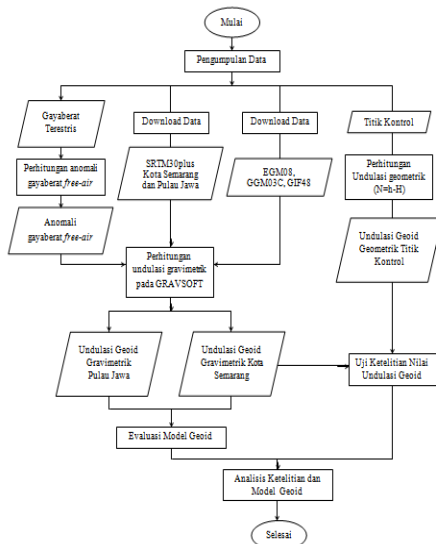 Mulai
Pengumpulan Data
Gayaberat
Terestris
Download Data
Download Data
Titik Kontrol
Perhitungan anomali
gayaberat free-air
SRTM30plus
Kota Semarang
dan Pulau Jawa
EGM08,
GGM03C, GIF48
Perhitungan
Undulasi geometrik
(N=h-H)
Anomali
gayaberat free-air
Perhitungan
undulasi gravimetrik
pada GRAVSOFT
Undulasi Geoid
Geometrik Titik
Kontrol
Undulasi Geoid
Gravimetrik
Pulau Jawa
Undulasi Geoid
Gravimetrik Kota
Semarang
Uji Ketelitian Nilai
Undulasi Geoid
Evaluasi Model Geoid
Analisis Ketelitian dan
Model Geoid
Selesai